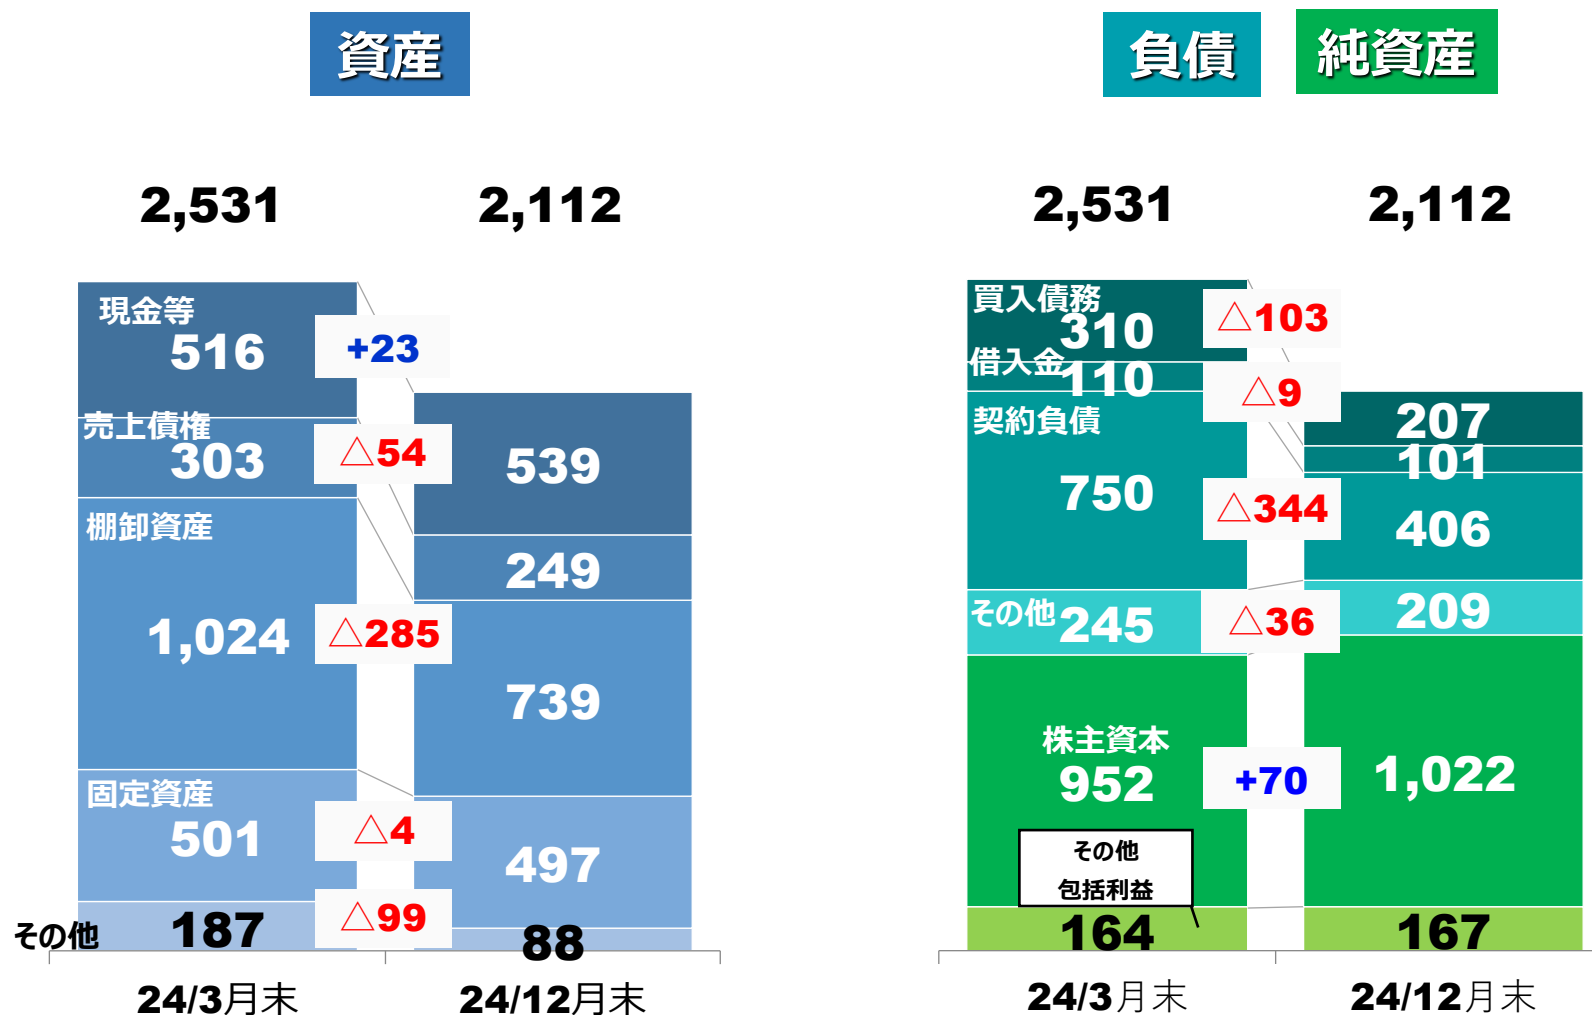 資産
2,531
2,112
現金等
516
+23
539
売上債権
303
△54
249
棚卸資産
1,024
△285
739
固定資産
501
△4
497
その他
187
△99
88
24/3月末
24/12月末
負債
純資産
2,531
2,112
買入債務
310
△103
207
借入金
110
△9
101
契約負債
750
△344
406
その他
245
△36
209
株主資本
952
+70
1,022
その他
包括利益
164
167
24/3月末
24/12月末